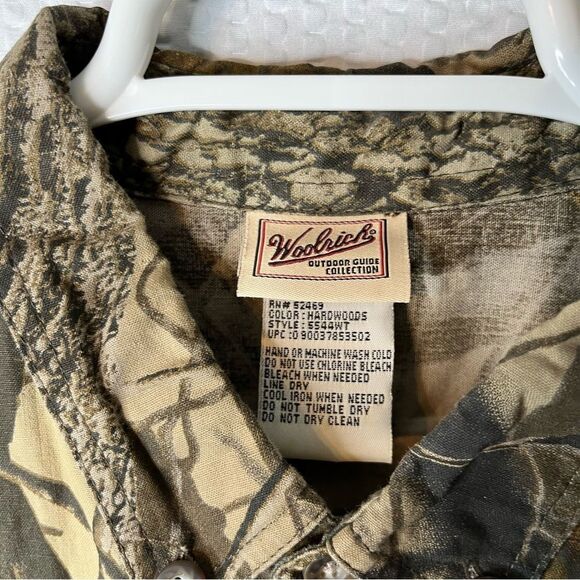 Woolrich®
OUTDOOR GUIDE
COLLECTION
RN# 52469
COLOR : HARDWOODS
STYLE : 5544WT
UPC :0 90037853502
HAND OR MACHINE WASH COLD
DO NOT USE CHLORINE BLEACH
BLEACH WHEN NEEDED
LINE DRY
COOL IRON WHEN NEEDED
DO NOT TUMBLE DRY
DO NOT DRY CLEAN